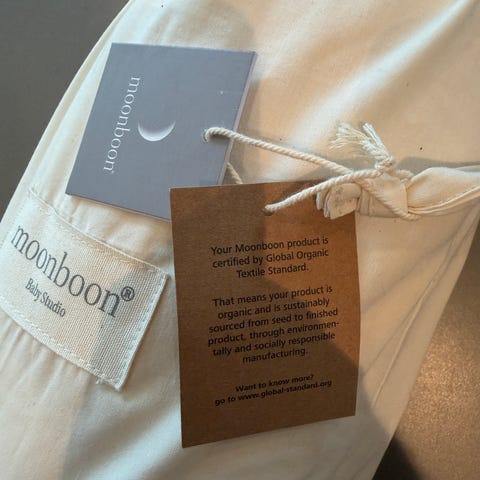 moonboon®
moonboon®
Baby Studio
Your Moonboon product is
certified by Global Organic
Textile Standard.
That means your product is
organic and is sustainably
sourced from seed to finished
product, through environmen-
tally and socially responsible
manufacturing.
Want to know more?
go to www.global-standard.org